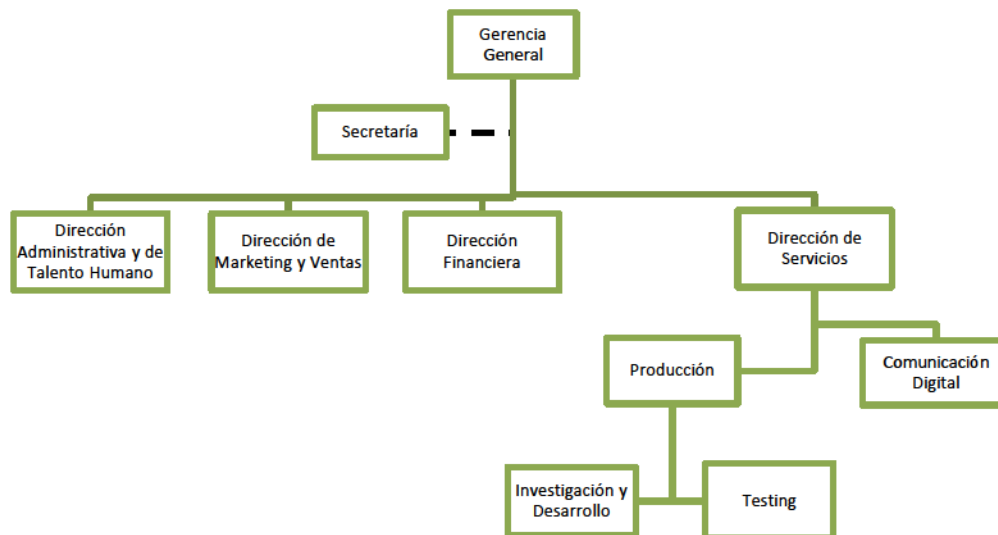 Gerencia
General
Secretaría
Dirección
Administrativa y de
Talento Humano
Dirección de
Marketing y Ventas
Dirección
Financiera
Dirección de
Servicios
Producción
Comunicación
Digital
Investigación y
Desarrollo
Testing